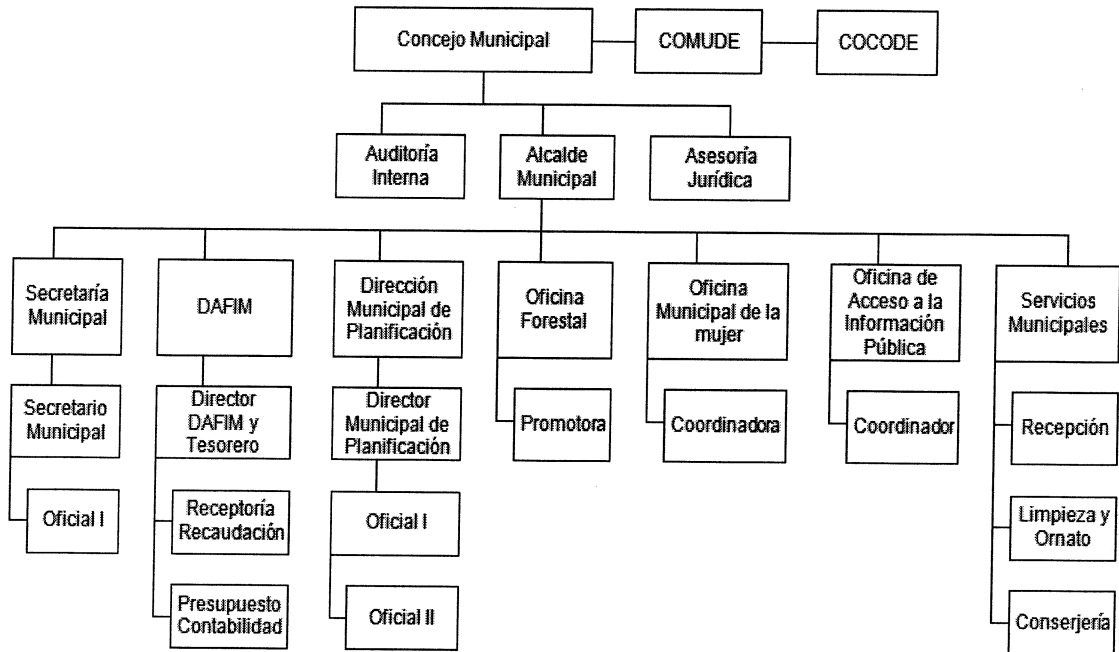 Concejo Municipal
COMUDE
COCODE
Auditoría
Interna
Alcalde
Municipal
Asesoría
Jurídica
Secretaría
Municipal
DAFIM
Dirección
Municipal de
Planificación
Oficina
Forestal
Oficina
Municipal de la
mujer
Oficina de
Acceso a la
Información
Pública
Servicios
Municipales
Secretario
Municipal
Director
DAFIM y
Tesorero
Director
Municipal de
Planificación
Promotora
Coordinadora
Coordinador
Recepción
Oficial I
Receptoría
Recaudación
Oficial I
Limpieza y
Ornato
Presupuesto
Contabilidad
Oficial II
Conserjería